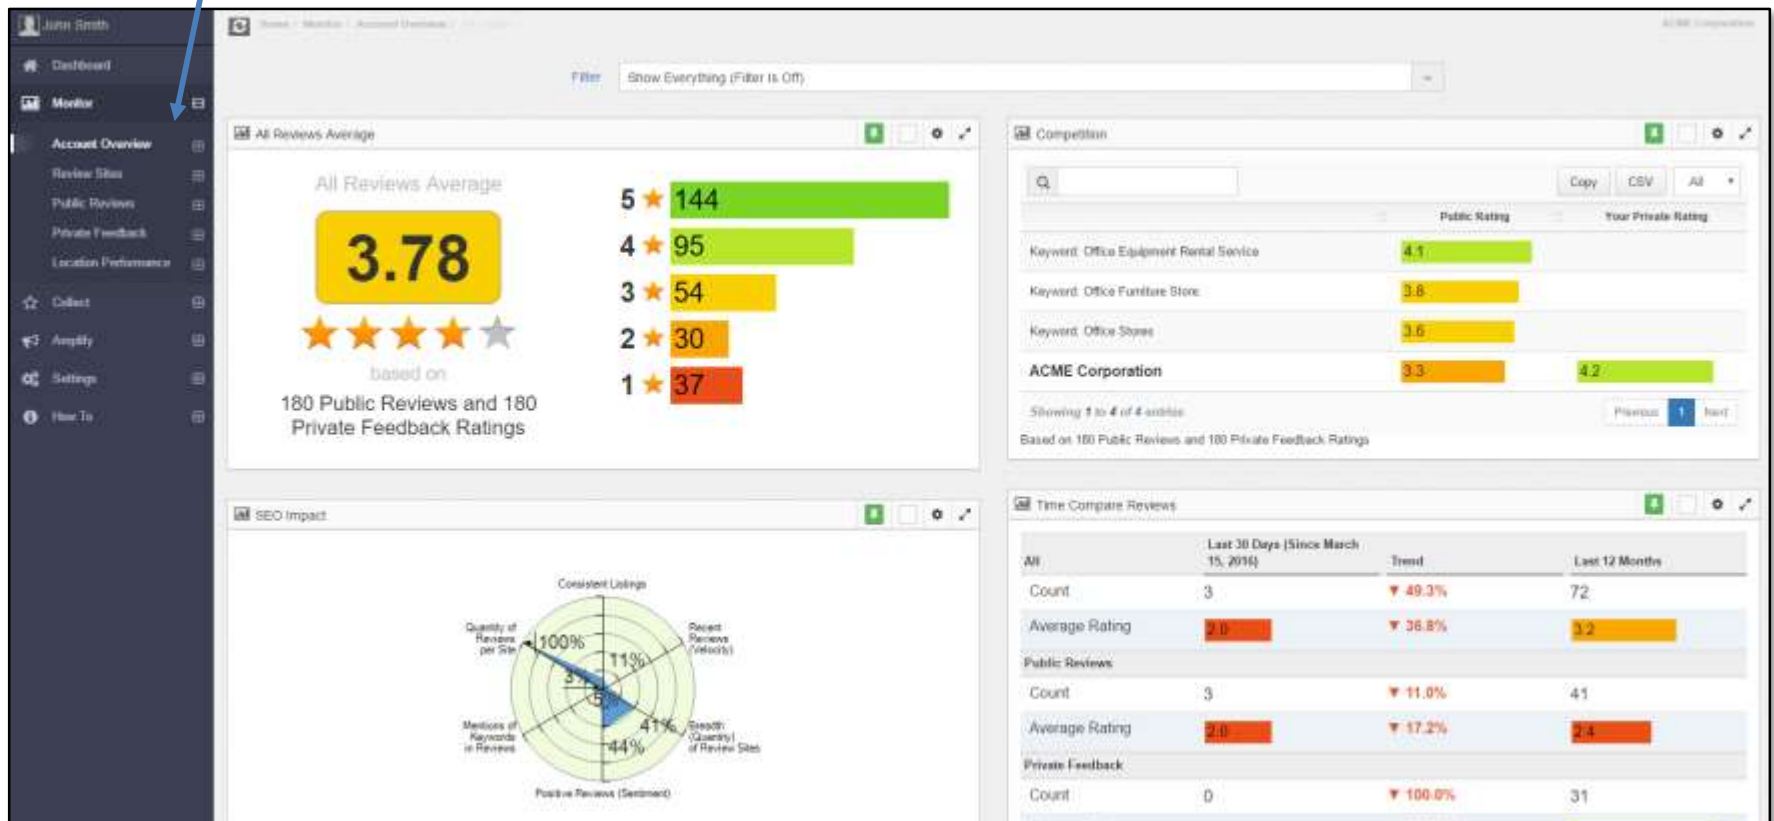 John Smith
Dashboard
Monitor
Account Overview
Review Sites
Public Reviews
Private Feedback
Location Performance
Collect
Amplify
Settings
How To
Home / Monitor / Account Overview /
ACME Corporation
Filter
Show Everything (Filter Is Off)
All Reviews Average
All Reviews Average
3.78
based on
180 Public Reviews and 180
Private Feedback Ratings
5 144
4 95
3 54
2 30
1 37
Competition
Copy CSV All
Public Rating Your Private Rating
Keyword: Office Equipment Rental Service 4.1
Keyword: Office Furniture Store 3.8
Keyword: Office Stores 3.6
ACME Corporation 3.3 4.2
Showing 1 to 4 of 4 entries
Previous 1 Next
Based on 180 Public Reviews and 180 Private Feedback Ratings
SEO Impact
Consistent Listings
Quantity of
Reviews
per Site
100%
Recent
Reviews
(Velocity)
11%
3%
5%
Mentions of
Keywords
in Reviews
41%
Breadth
(Quantity)
of Review Sites
44%
Positive Reviews (Sentiment)
Time Compare Reviews
All
Last 30 Days (Since March
15, 2016)
Trend
Last 12 Months
Count 3 ▼ 49.3% 72
Average Rating 2.0 ▼ 36.8% 3.2
Public Reviews
Count 3 ▼ 11.0% 41
Average Rating 2.0 ▼ 17.2% 2.4
Private Feedback
Count 0 ▼ 100.0% 31